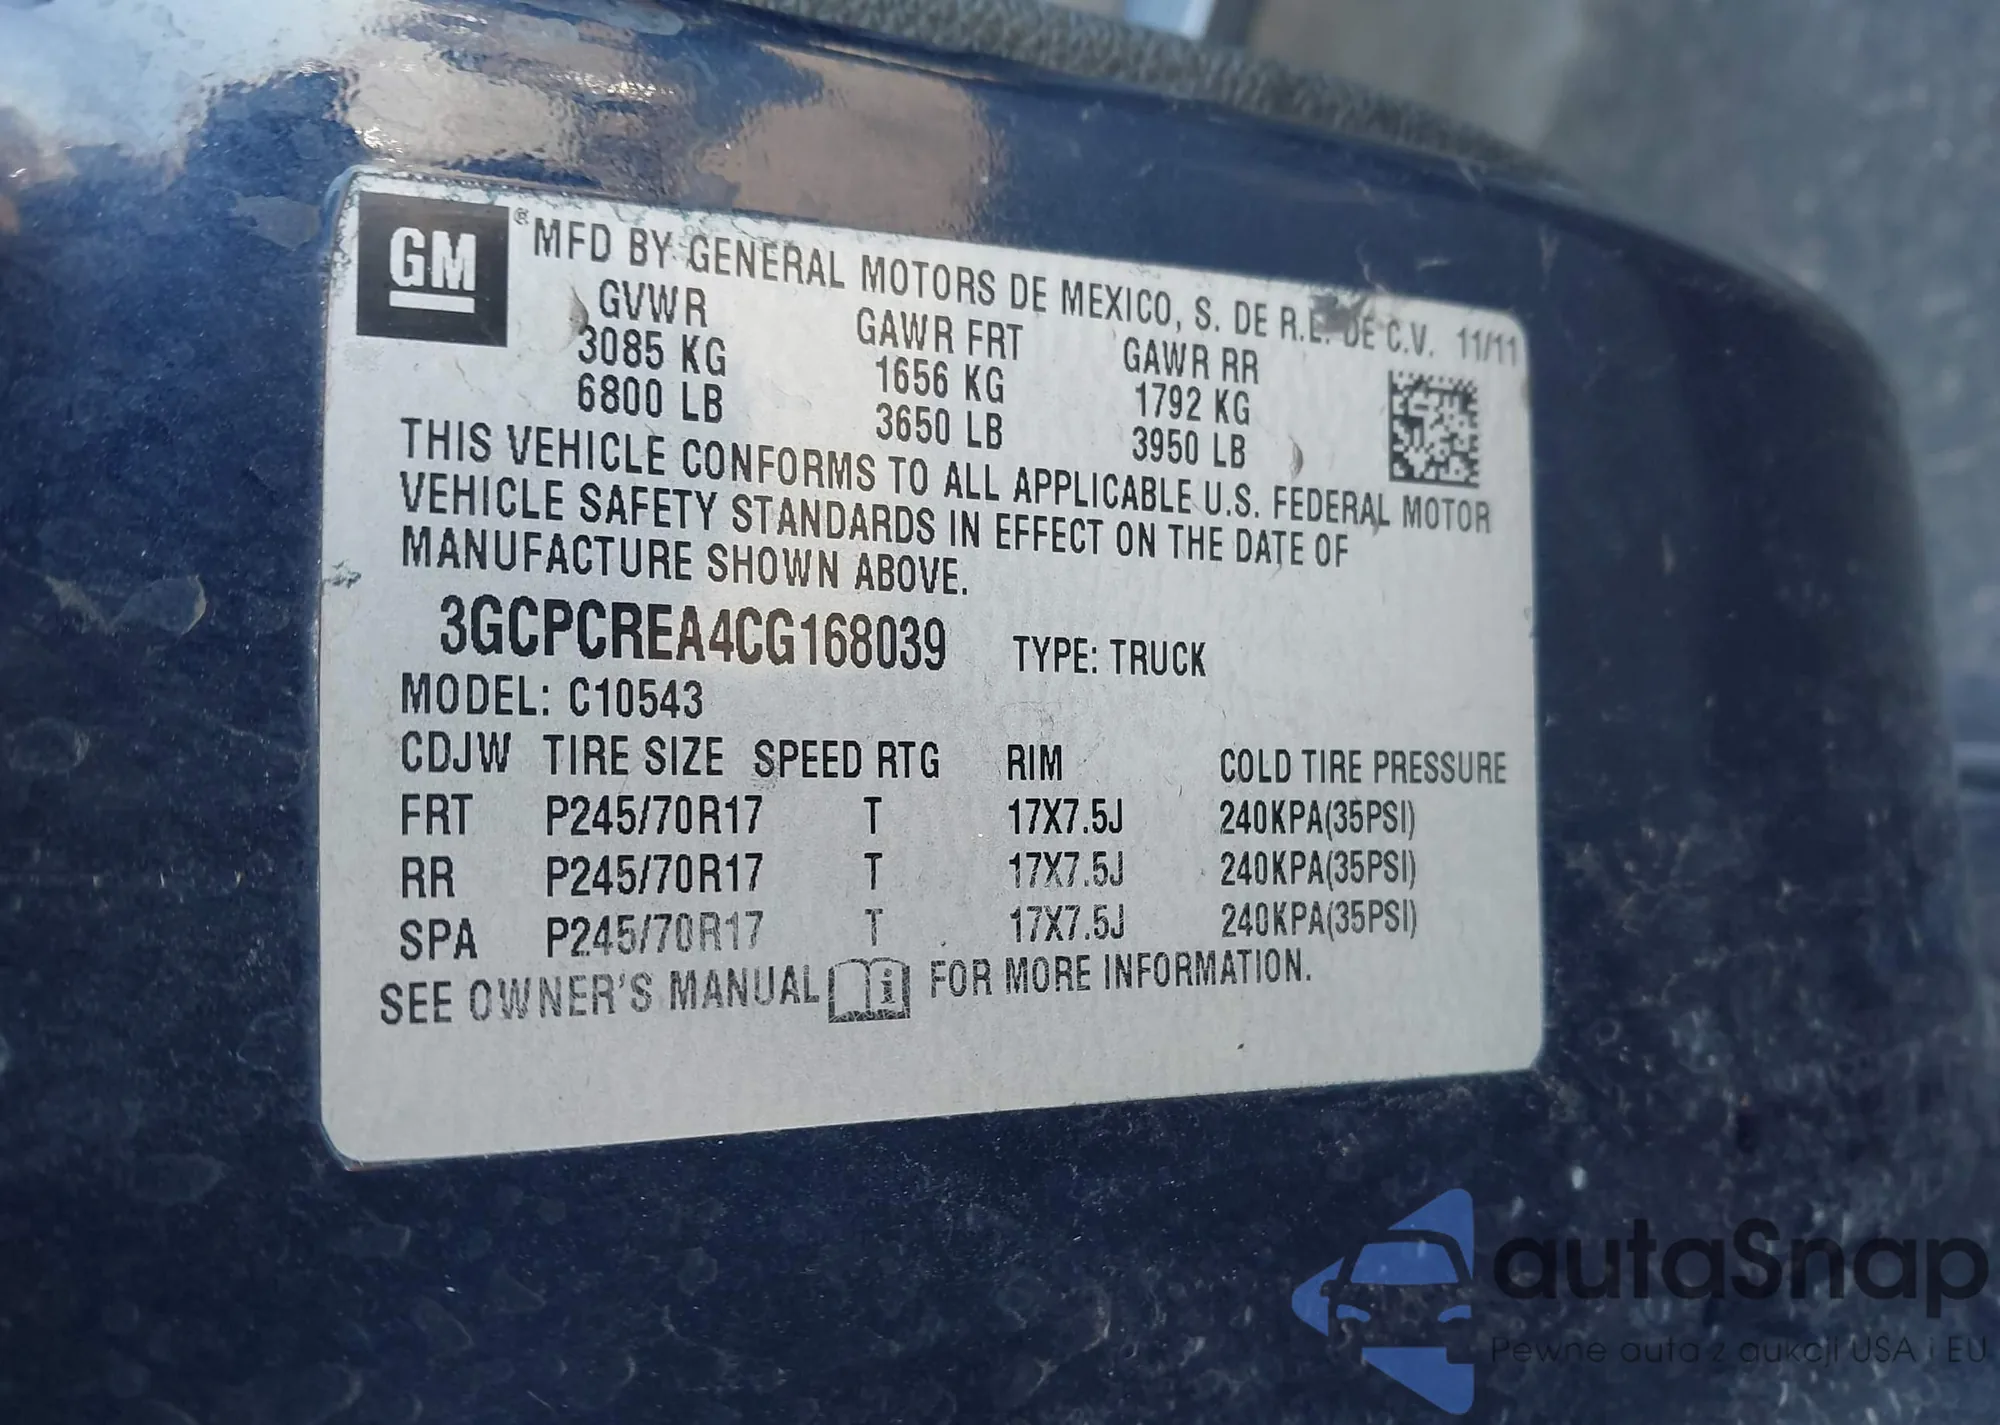 GM
® MFD BY GENERAL MOTORS DE MEXICO, S. DE R.L. DE C.V. 11/11
GVWR GAWR FRT GAWR RR
3085 KG 1656 KG 1792 KG
6800 LB 3650 LB 3950 LB
THIS VEHICLE CONFORMS TO ALL APPLICABLE U.S. FEDERAL MOTOR
VEHICLE SAFETY STANDARDS IN EFFECT ON THE DATE OF
MANUFACTURE SHOWN ABOVE.
3GCPCREA4CG168039 TYPE: TRUCK
MODEL: C10543
CDJW TIRE SIZE SPEED RTG RIM COLD TIRE PRESSURE
FRT P245/70R17 T 17X7.5J 240KPA(35PSI)
RR P245/70R17 T 17X7.5J 240KPA(35PSI)
SPA P245/70R17 T 17X7.5J 240KPA(35PSI)
SEE OWNER'S MANUAL i FOR MORE INFORMATION.
autaSnap
Pewne auta z aukcji USA i EU